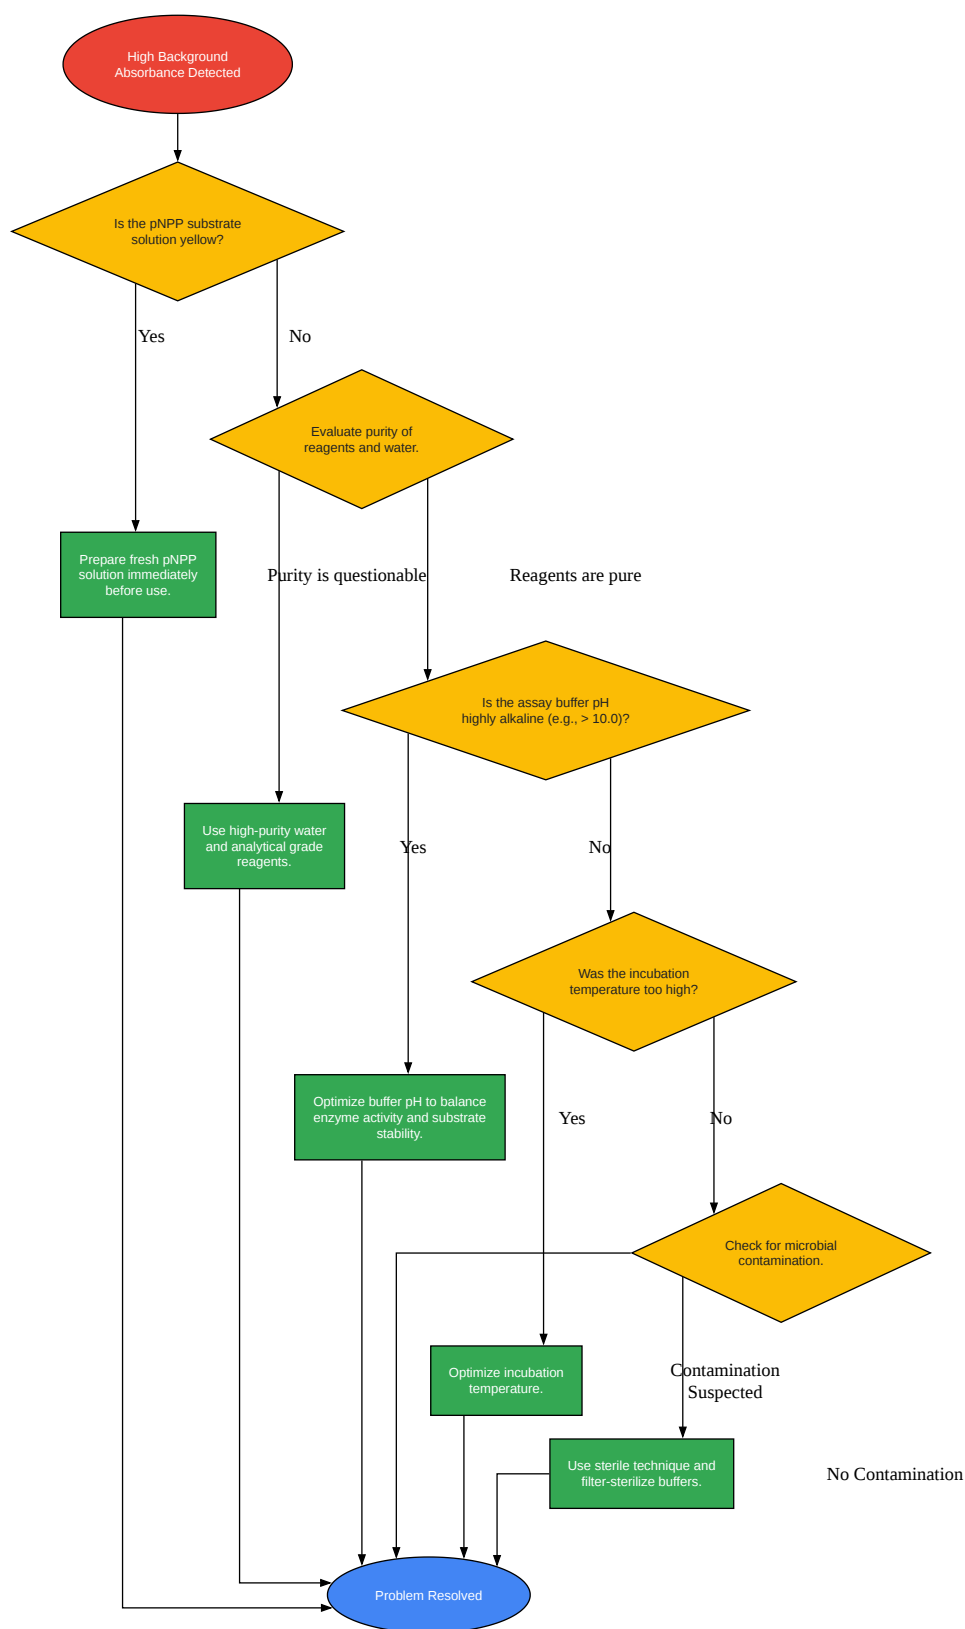 High Background
Absorbance Detected
Is the pNPP substrate
solution yellow?
Yes
No
Evaluate purity of
reagents and water.
Prepare fresh pNPP
solution immediately
before use.
Purity is questionable
Reagents are pure
Is the assay buffer pH
highly alkaline (e.g., > 10.0)?
Use high-purity water
and analytical grade
reagents.
Yes
No
Was the incubation
temperature too high?
Optimize buffer pH to balance
enzyme activity and substrate
stability.
Yes
No
Check for microbial
contamination.
Optimize incubation
temperature.
Contamination
Suspected
Use sterile technique and
filter-sterilize buffers.
No Contamination
Problem Resolved